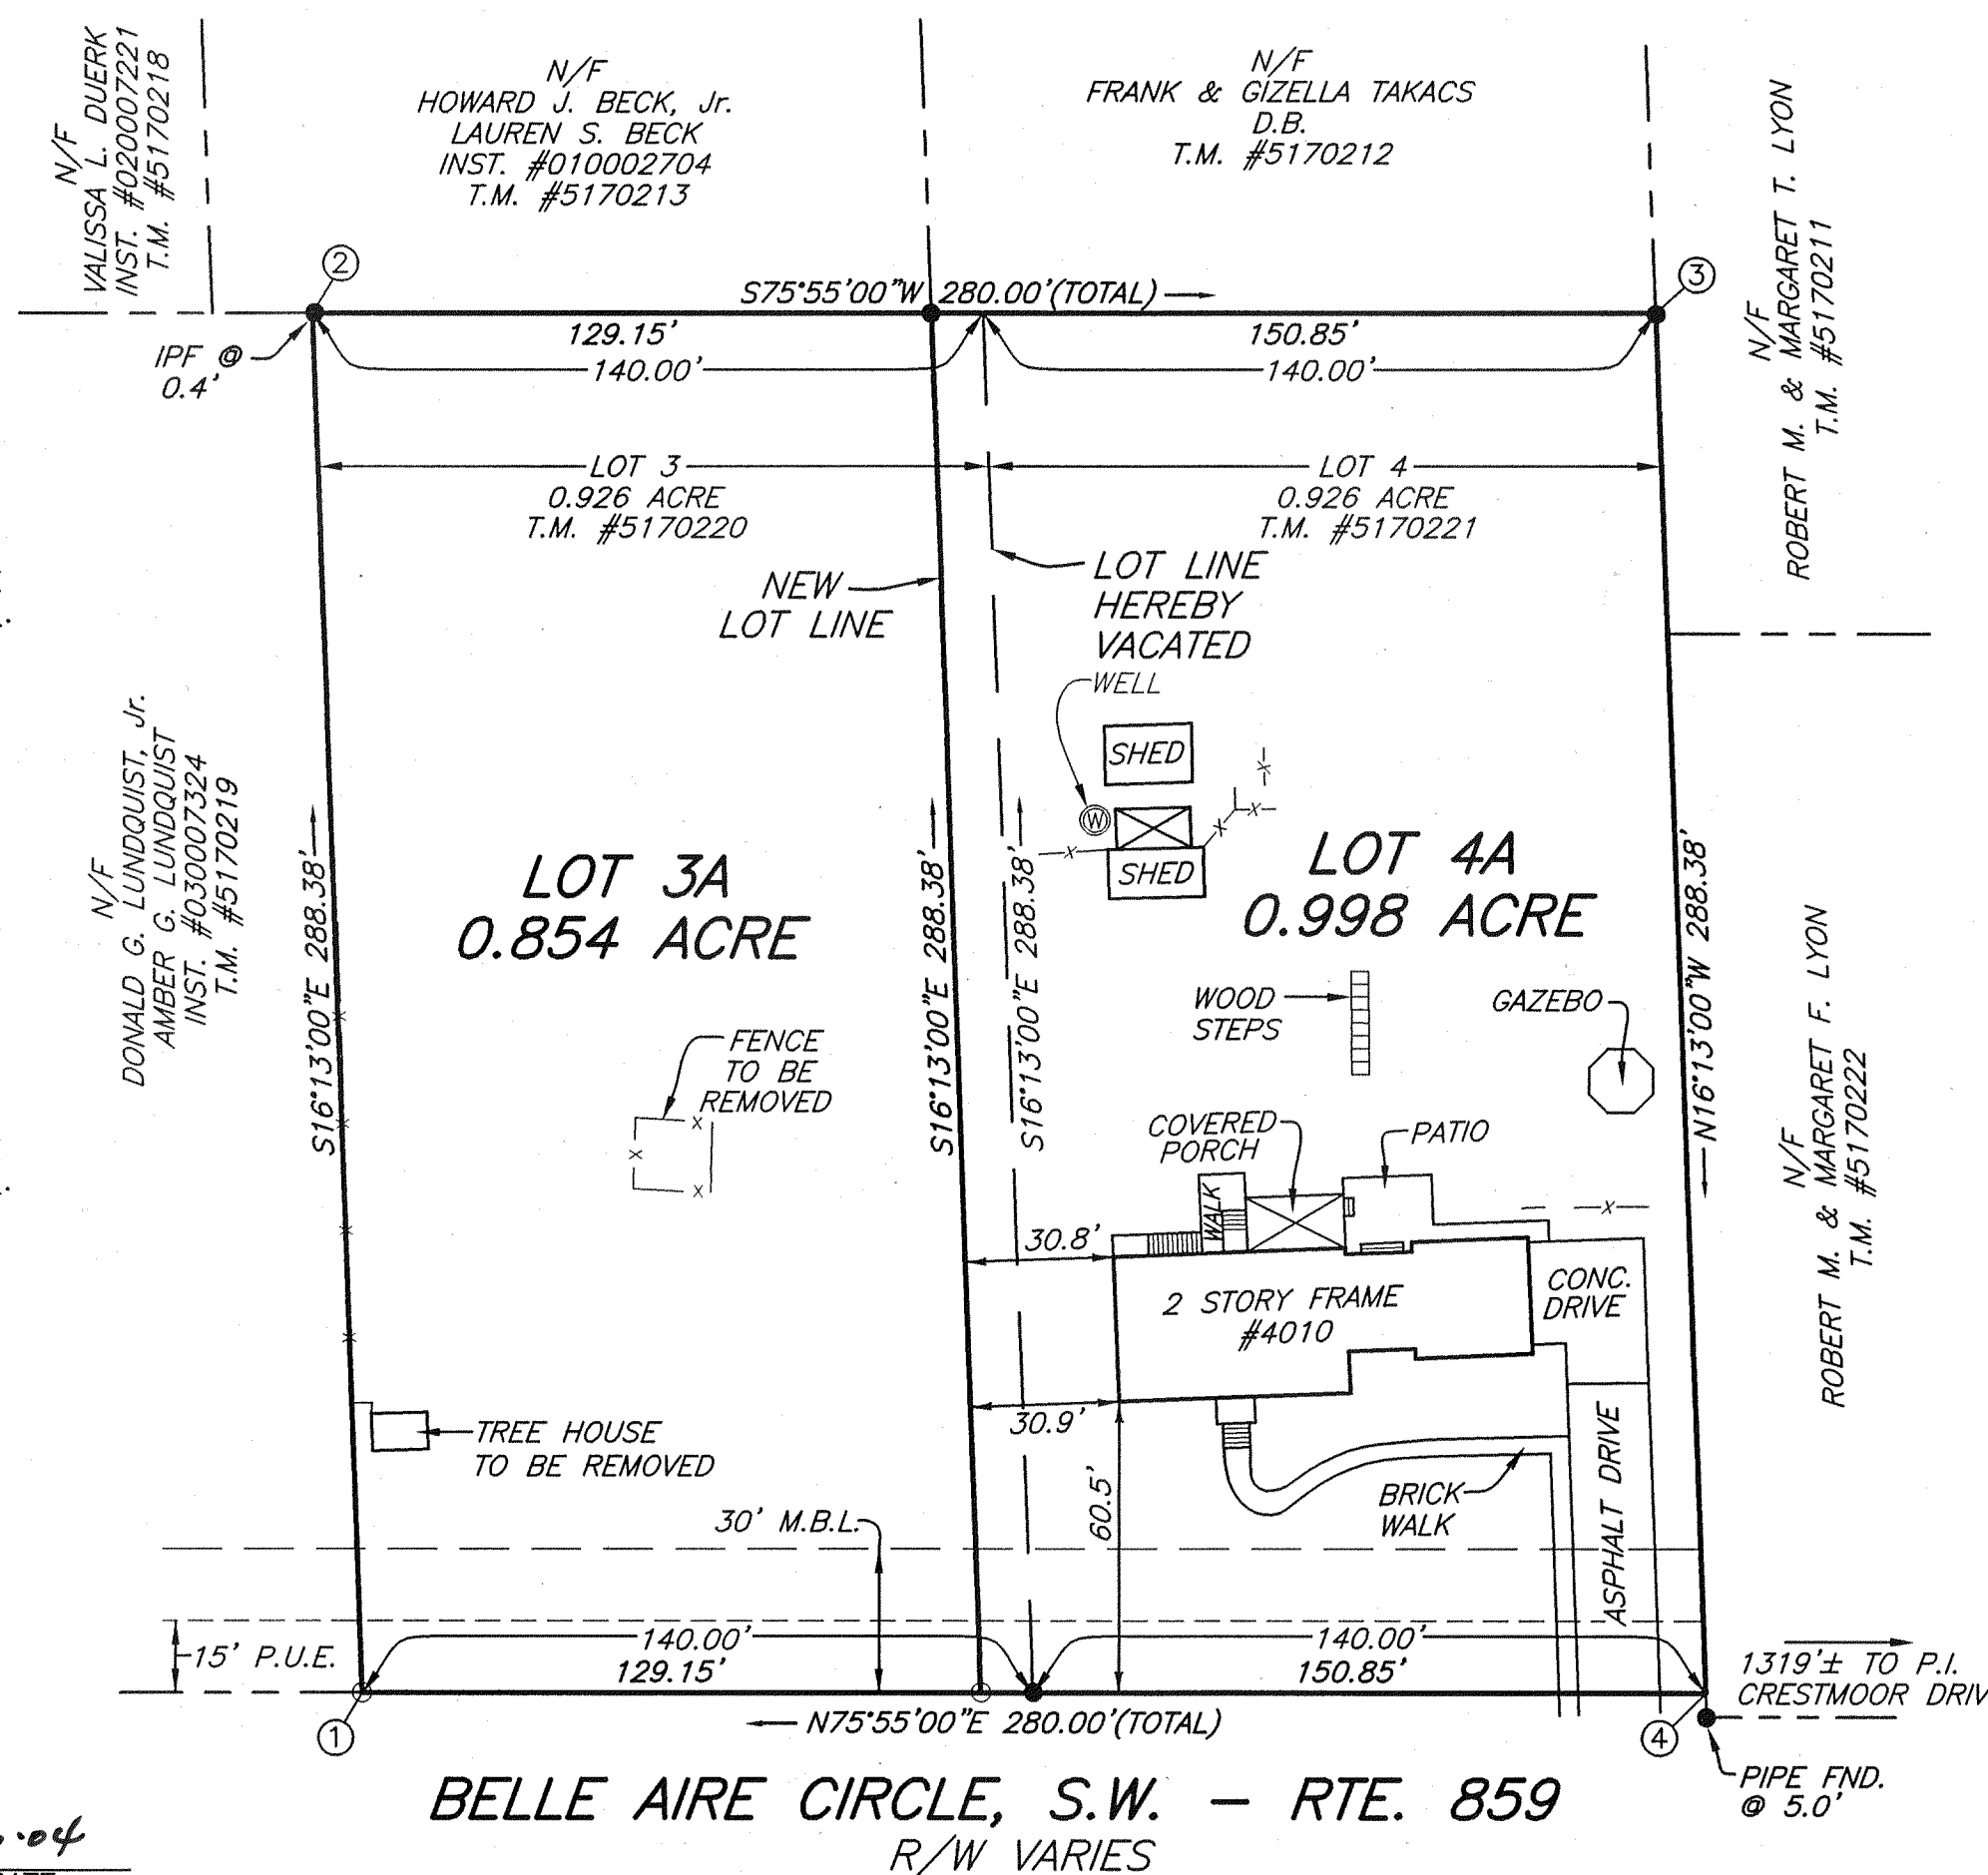 N/F
VALISSA L. DUERK
INST. #020007221
T.M. #5170218
N/F
HOWARD J. BECK, Jr.
LAUREN S. BECK
INST. #010002704
T.M. #5170213
N/F
FRANK & GIZELLA TAKACS
D.B.
T.M. #5170212
N/F
ROBERT M. & MARGARET T. LYON
T.M. #5170211
2
3
S75°55'00"W 280.00'(TOTAL)
IPF @
0.4'
129.15'
140.00'
150.85'
140.00'
LOT 3
0.926 ACRE
T.M. #5170220
LOT 4
0.926 ACRE
T.M. #5170221
NEW
LOT LINE
LOT LINE
HEREBY
VACATED
WELL
SHED
W
SHED
N/F
DONALD G. LUNDQUIST, Jr.
AMBER G. LUNDQUIST
INST. #030007324
T.M. #5170219
S16°13'00"E 288.38'
LOT 3A
0.854 ACRE
S16°13'00"E 288.38'
S16°13'00"E 288.38'
LOT 4A
0.998 ACRE
N16°13'00"W 288.38'
N/F
ROBERT M. & MARGARET F. LYON
T.M. #5170222
WOOD
STEPS
GAZEBO
FENCE
TO BE
REMOVED
COVERED
PORCH
PATIO
WALK
30.8'
2 STORY FRAME
#4010
CONC.
DRIVE
30.9'
TREE HOUSE
TO BE REMOVED
60.5'
BRICK
WALK
ASPHALT DRIVE
30' M.B.L.
15' P.U.E.
140.00'
129.15'
140.00'
150.85'
1319'± TO P.I.
CRESTMOOR DRIV
1
N75°55'00"E 280.00'(TOTAL)
4
PIPE FND.
@ 5.0'
BELLE AIRE CIRCLE, S.W. – RTE. 859
R/W VARIES
.04